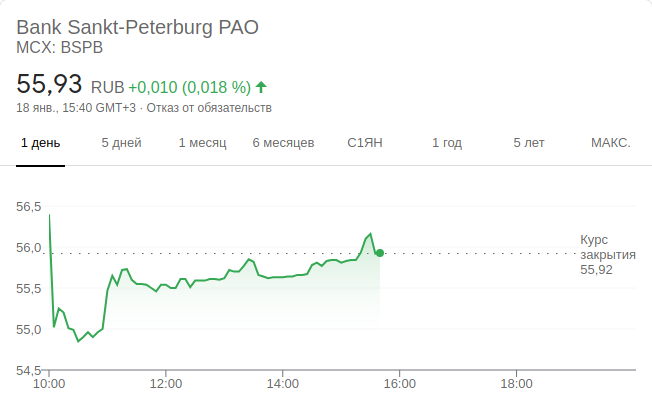 Bank Sankt-Peterburg PAO
MCX: BSPB
55,93 RUB +0,010 (0,018 %)
18 янв., 15:40 GMT+3 · Отказ от обязательств
1 день 5 дней 1 месяц 6 месяцев С1ЯН 1 год 5 лет МАКС.
56,5
56,0
55,5
55,0
54,5
Курс
закрытия
55,92
10:00 12:00 14:00 16:00 18:00